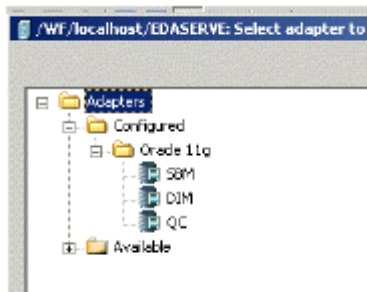 /WF/localhost/EDASERVE: Select adapter to
Adapters
Configured
Oracle 11g
SBM
DIM
QC
Available